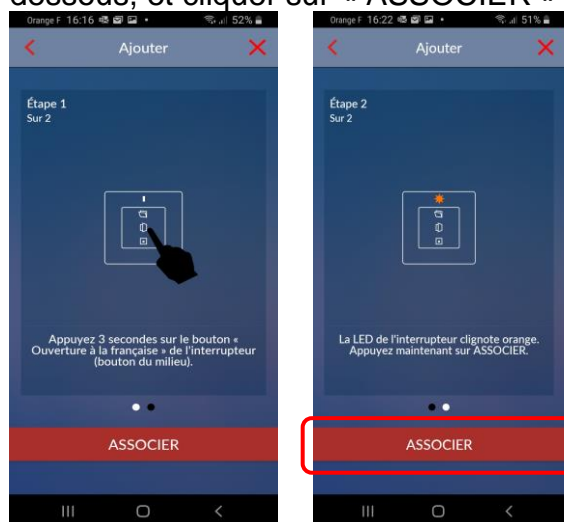 dessous, et cliquer sur « ASSOCIER »
Orange F 16:16
52%
Ajouter
Étape 1
Sur 2
Appuyez 3 secondes sur le bouton «
Ouverture à la française » de l'interrupteur
(bouton du milieu).
ASSOCIER
Orange F 16:22
51%
Ajouter
Étape 2
Sur 2
La LED de l'interrupteur clignote orange.
Appuyez maintenant sur ASSOCIER.
ASSOCIER